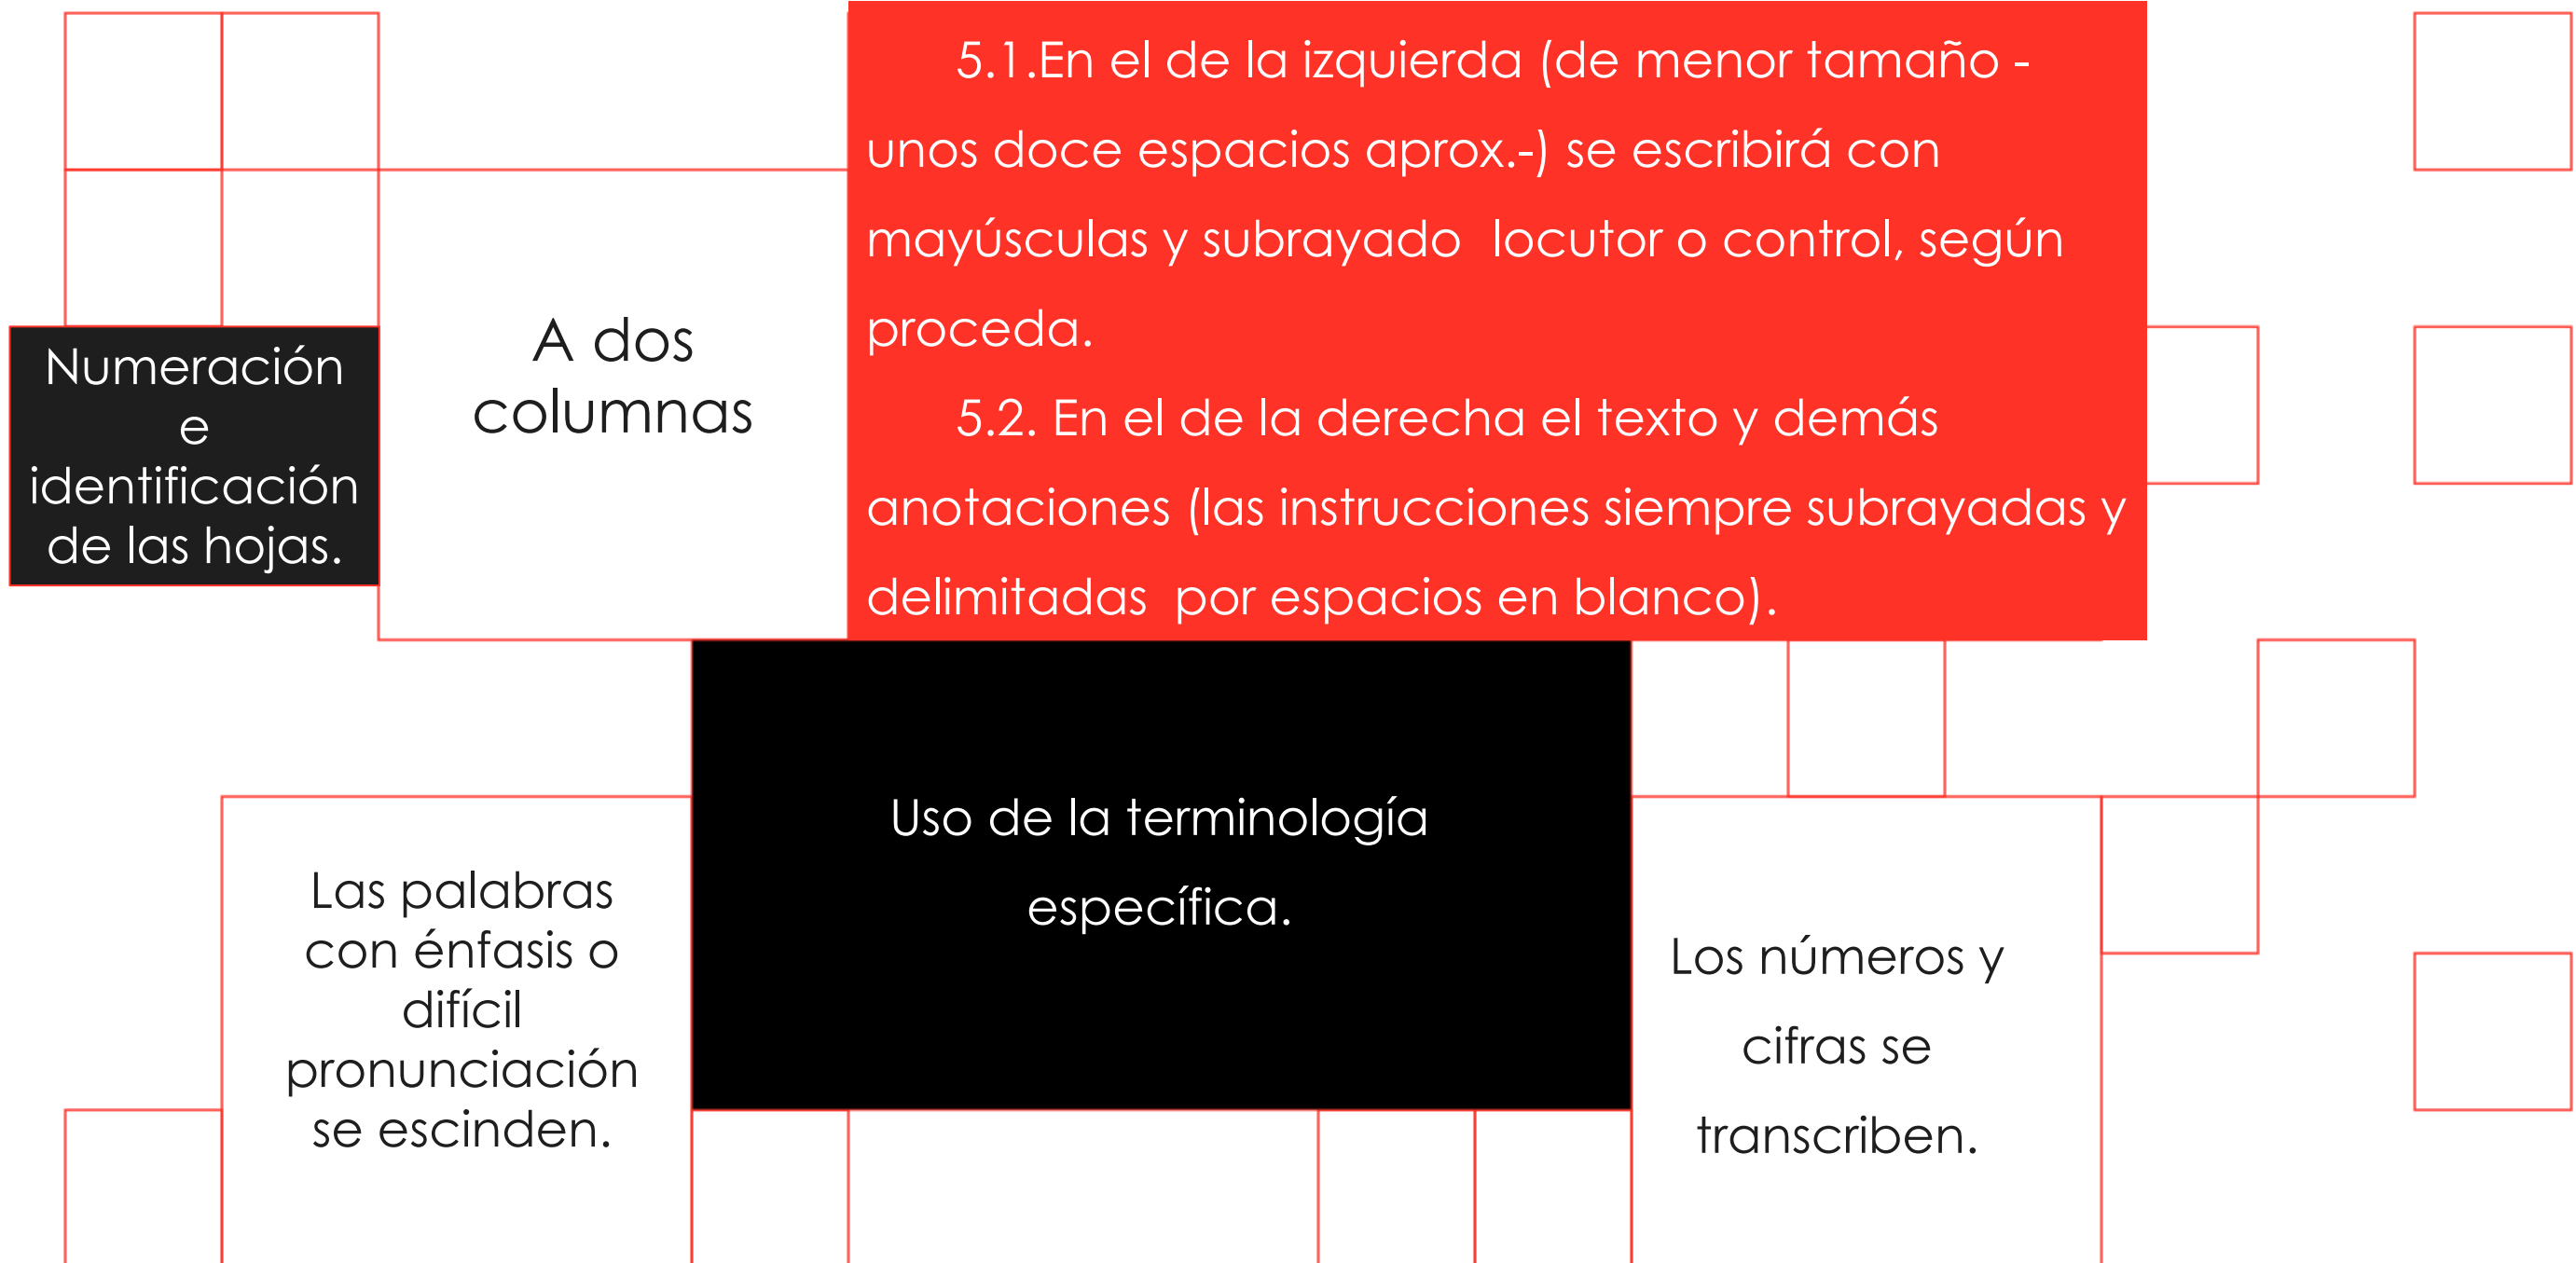 Numeración
e
identificación
de las hojas.
A dos
columnas
5.1.En el de la izquierda (de menor tamaño -
unos doce espacios aprox.-) se escribirá con
mayúsculas y subrayado  locutor o control, según
proceda.
5.2. En el de la derecha el texto y demás
anotaciones (las instrucciones siempre subrayadas y
delimitadas  por espacios en blanco).
Las palabras
con énfasis o
difícil
pronunciación
se escinden.
Uso de la terminología
específica.
Los números y
cifras se
transcriben.